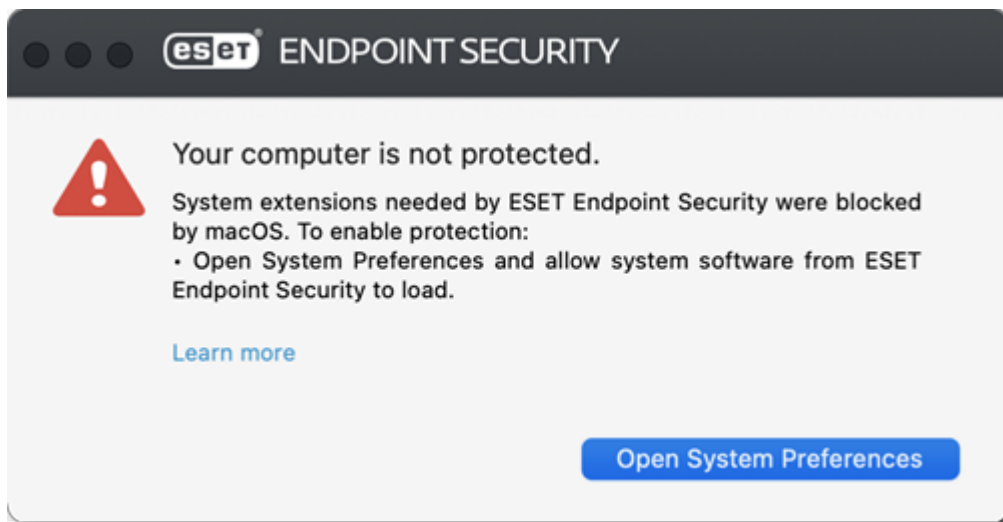 eset® ENDPOINT SECURITY
Your computer is not protected.
System extensions needed by ESET Endpoint Security were blocked
by macOS. To enable protection:
• Open System Preferences and allow system software from ESET
Endpoint Security to load.
Learn more
Open System Preferences